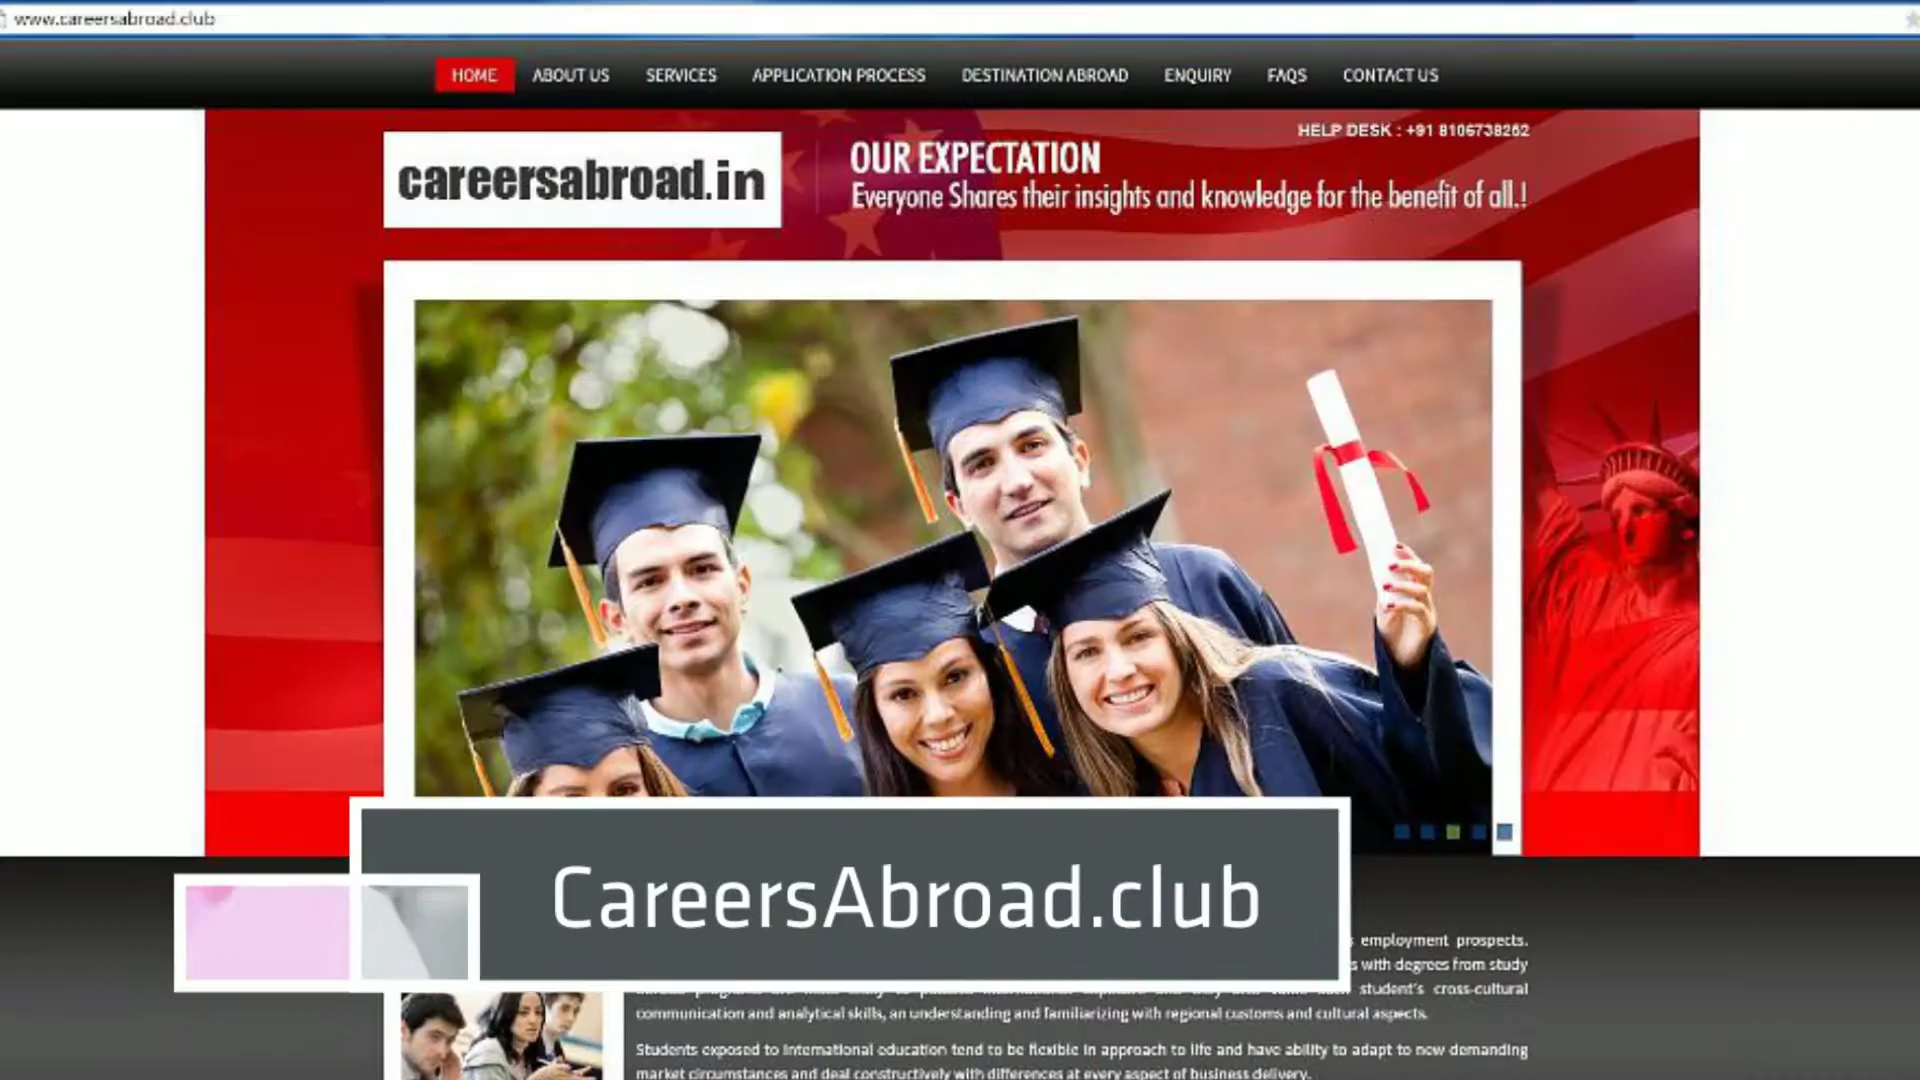 www.careersabroad.club
HOME ABOUT US SERVICES APPLICATION PROCESS DESTINATION ABROAD ENQUIRY FAQS CONTACT US
HELP DESK : +91 8106738262
careersabroad.in
OUR EXPECTATION
Everyone Shares their insights and knowledge for the benefit of all.!
CareersAbroad.club
employment prospects.
with degrees from study
student's cross-cultural
communication and analytical skills, an understanding and familiarizing with regional customs and cultural aspects.
Students exposed to international education tend to be flexible in approach to life and have ability to adapt to new demanding
market circumstances and deal constructively with differences at every aspect of business delivery.